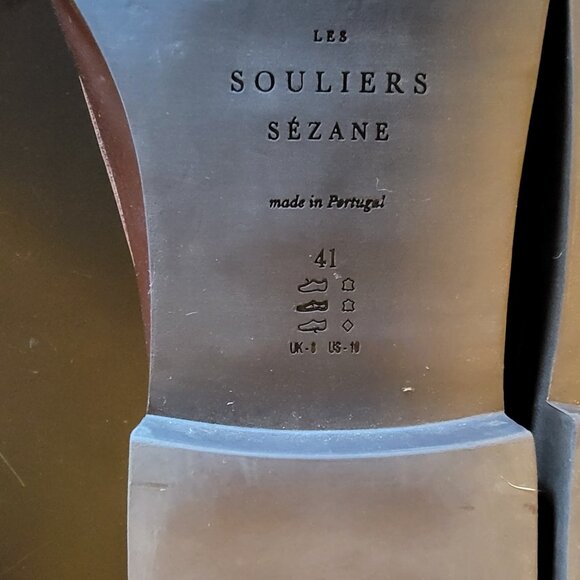 LES
SOULIERS
SÉZANE
made in Portugal
41
UK - 8 US - 10